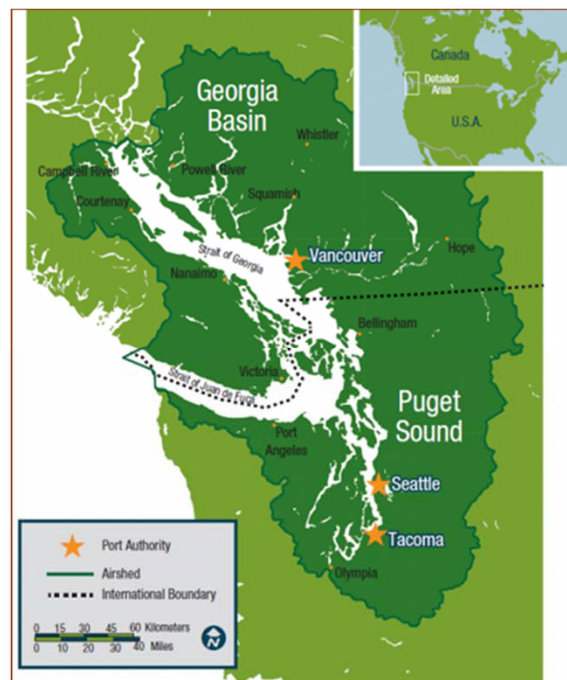 Canada
Detailed
Area
U.S.A.
Georgia
Basin
Whistler
Campbell River
Powell River
Courtenay
Squamish
Strait of Georgia
Vancouver
Hope
Nanaimo
Bellingham
Victoria
Strait of Juan de Fuca
Puget
Sound
Port
Angeles
Seattle
Tacoma
Olympia
Port Authority
Airshed
International Boundary
0 15 30 45 60 Kilometers
0 10 20 30 40 Miles
N